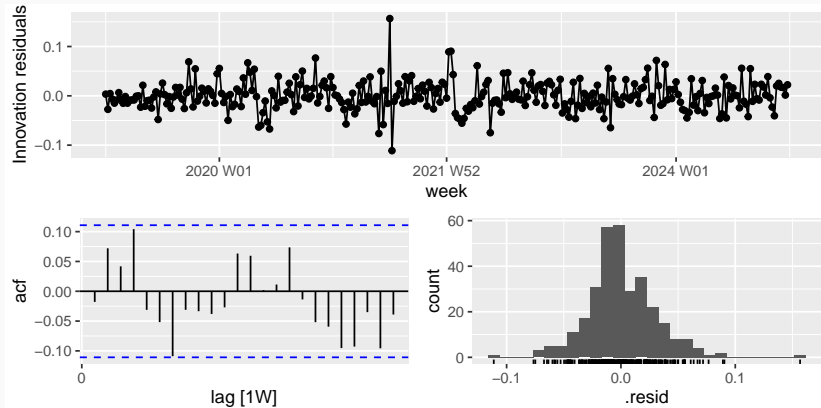 Innovation residuals
0.1
0.0
−0.1
2020 W01
2021 W52
2024 W01
week
acf
0.10
0.05
0.00
−0.05
−0.10
0
lag [1W]
count
60
40
20
0
−0.1
0.0
0.1
.resid